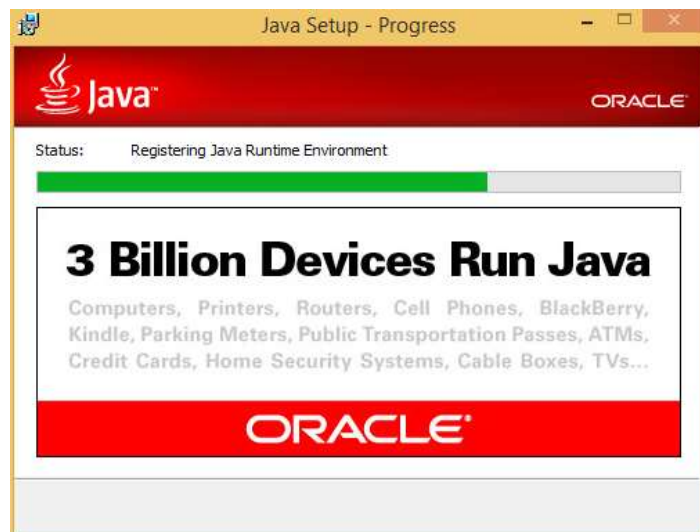 Java Setup - Progress
Java™
ORACLE®
Status: Registering Java Runtime Environment
3 Billion Devices Run Java
Computers, Printers, Routers, Cell Phones, BlackBerry,
Kindle, Parking Meters, Public Transportation Passes, ATMs,
Credit Cards, Home Security Systems, Cable Boxes, TVs...
ORACLE®